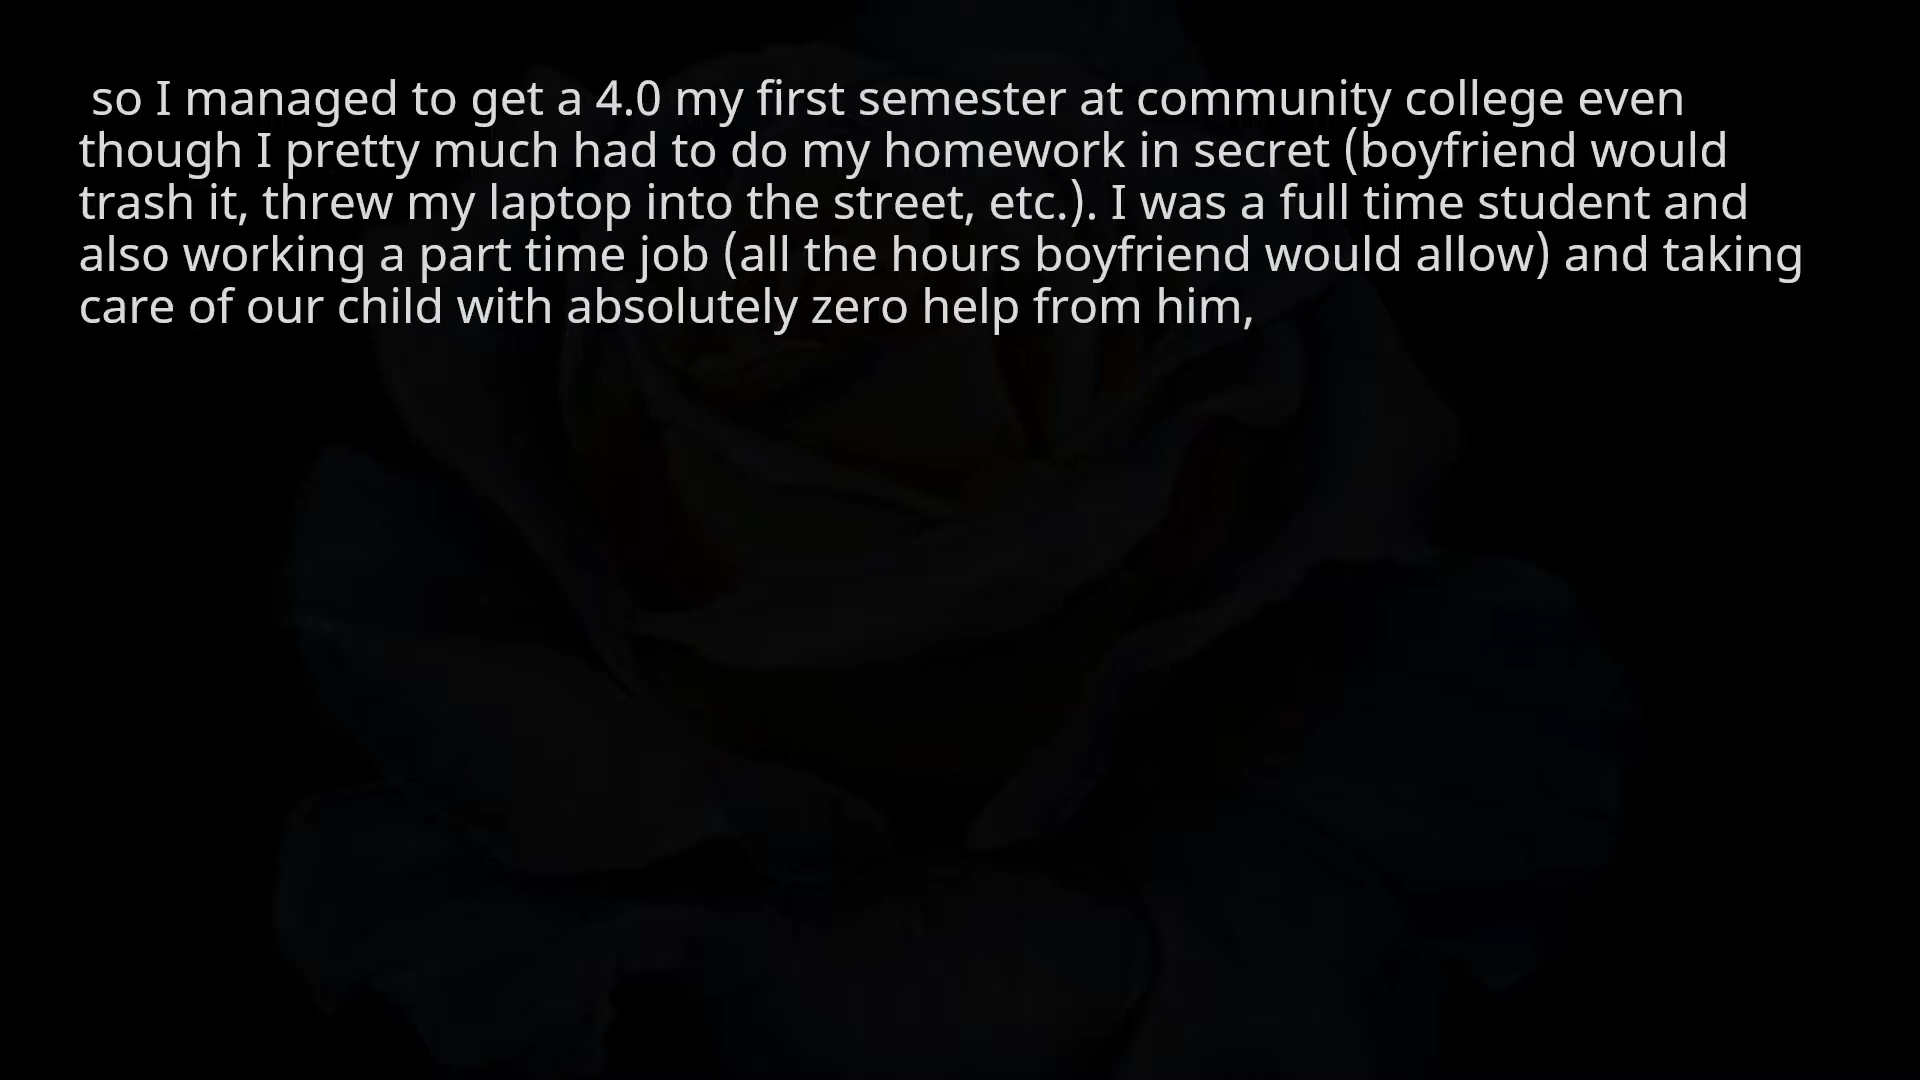 so I managed to get a 4.0 my first semester at community college even
though I pretty much had to do my homework in secret (boyfriend would
trash it, threw my laptop into the street, etc.). I was a full time student and
also working a part time job (all the hours boyfriend would allow) and taking
care of our child with absolutely zero help from him,